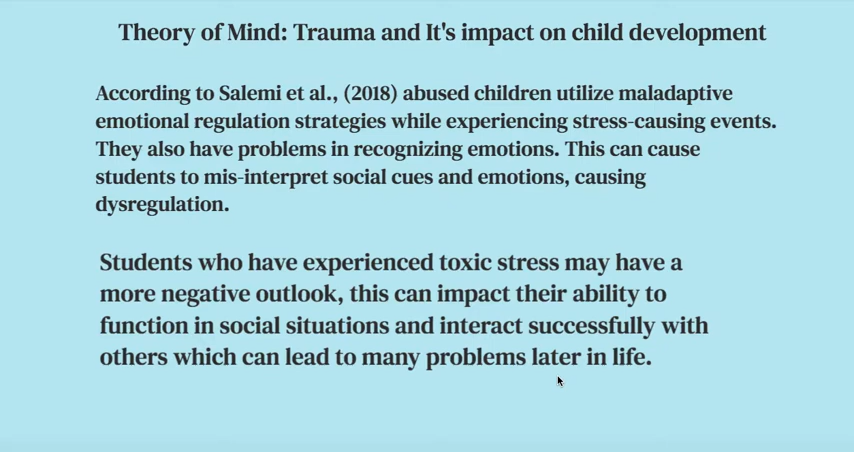 Theory of Mind: Trauma and It's impact on child development
According to Salemi et al., (2018) abused children utilize maladaptive
emotional regulation strategies while experiencing stress-causing events.
They also have problems in recognizing emotions. This can cause
students to mis-interpret social cues and emotions, causing
dysregulation.
Students who have experienced toxic stress may have a
more negative outlook, this can impact their ability to
function in social situations and interact successfully with
others which can lead to many problems later in life.